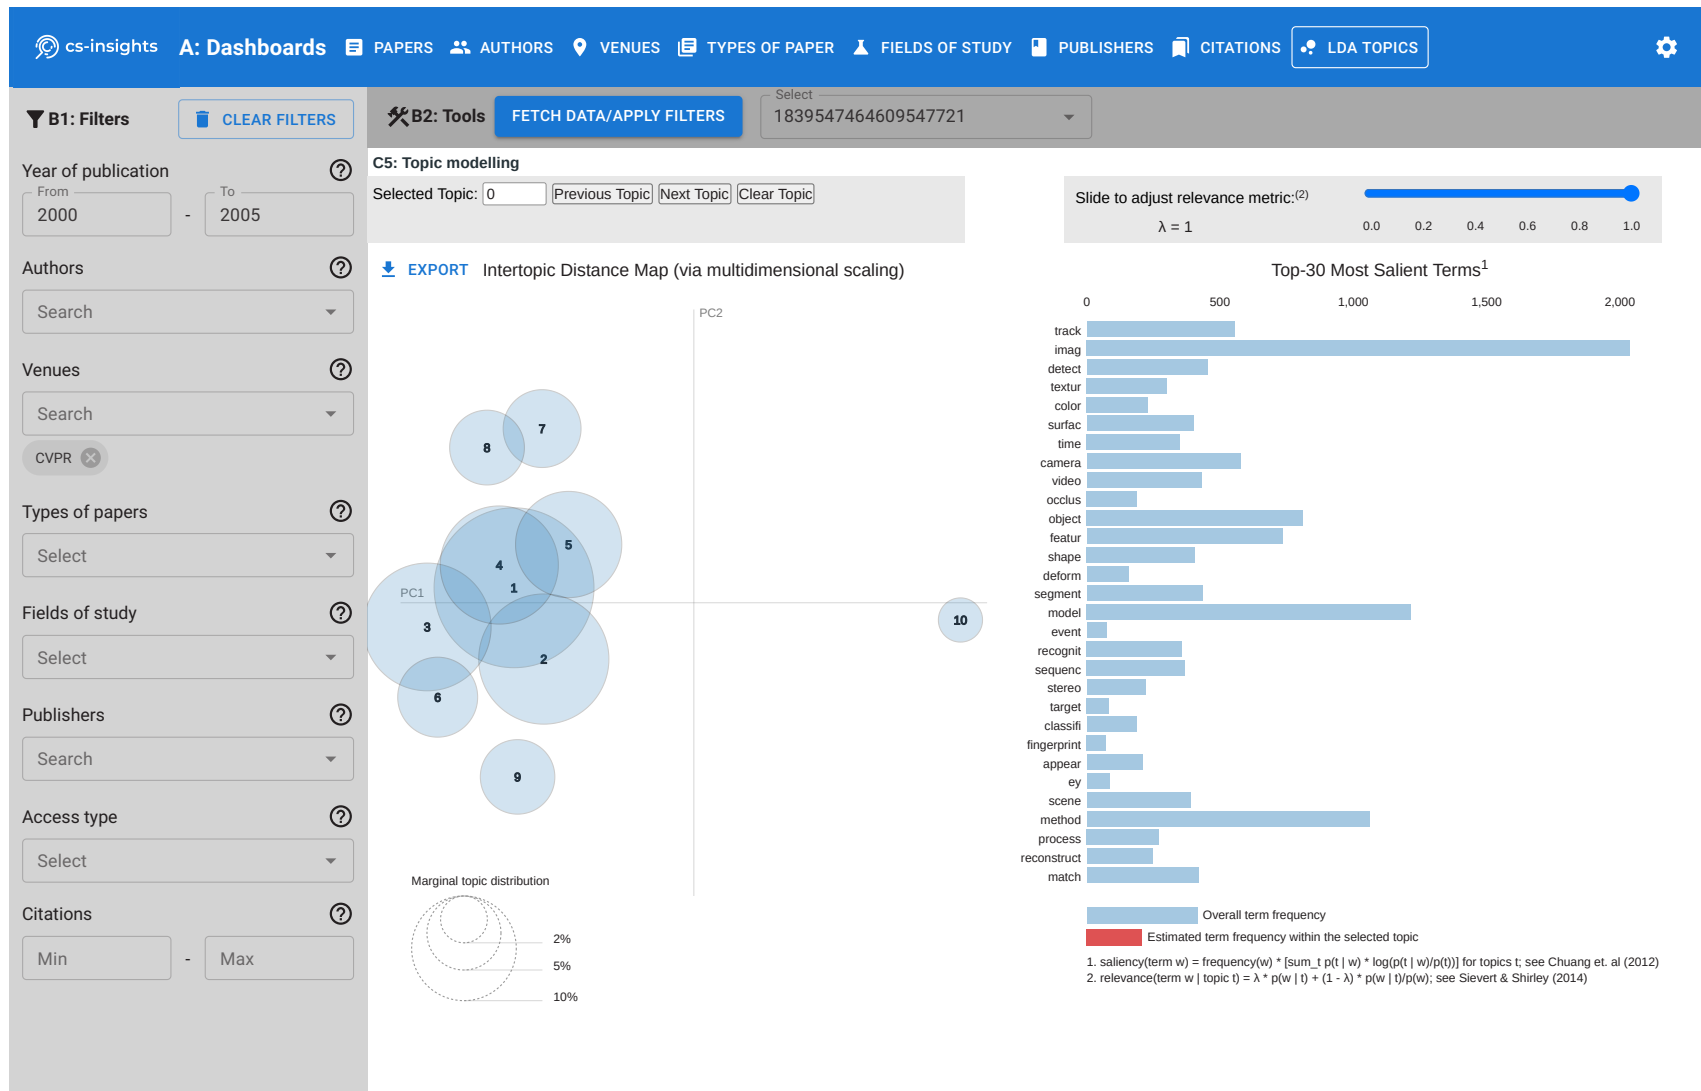 cs-insights A: Dashboards PAPERS AUTHORS VENUES TYPES OF PAPER FIELDS OF STUDY PUBLISHERS CITATIONS LDA TOPICS
B1: Filters CLEAR FILTERS
Year of publication
From To
2000 - 2005
Authors
Search
Venues
Search
CVPR
Types of papers
Select
Fields of study
Select
Publishers
Search
Access type
Select
Citations
Min - Max
B2: Tools FETCH DATA/APPLY FILTERS
Select
1839547464609547721
C5: Topic modelling
Selected Topic: 0 Previous Topic Next Topic Clear Topic
Slide to adjust relevance metric:(2)
λ = 1
0.0 0.2 0.4 0.6 0.8 1.0
EXPORT Intertopic Distance Map (via multidimensional scaling)
PC2
7
8
5
4
1
PC1
3
10
2
6
9
Marginal topic distribution
2%
5%
10%
Top-30 Most Salient Terms1
0 500 1,000 1,500 2,000
track
imag
detect
textur
color
surfac
time
camera
video
occlus
object
featur
shape
deform
segment
model
event
recognit
sequenc
stereo
target
classifi
fingerprint
appear
ey
scene
method
process
reconstruct
match
Overall term frequency
Estimated term frequency within the selected topic
1. saliency(term w) = frequency(w) * [sum_t p(t | w) * log(p(t | w)/p(t))] for topics t; see Chuang et. al (2012)
2. relevance(term w | topic t) = λ * p(w | t) + (1 - λ) * p(w | t)/p(w); see Sievert & Shirley (2014)